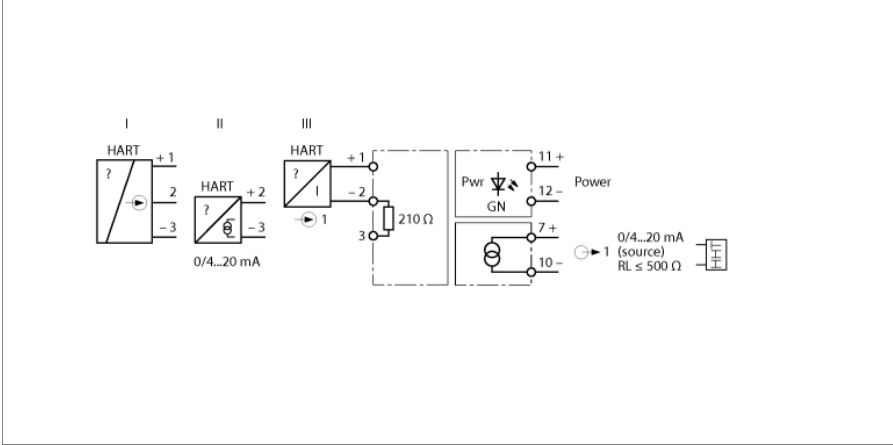 I II III
HART
?
+ 1
2
– 3
HART
?
+ 2
– 3
0/4...20 mA
HART
?
I
1
+ 1
– 2
3
210 Ω
Pwr
GN
11 +
12 –
Power
7 +
10 –
1
0/4...20 mA
(source)
RL ≤ 500 Ω